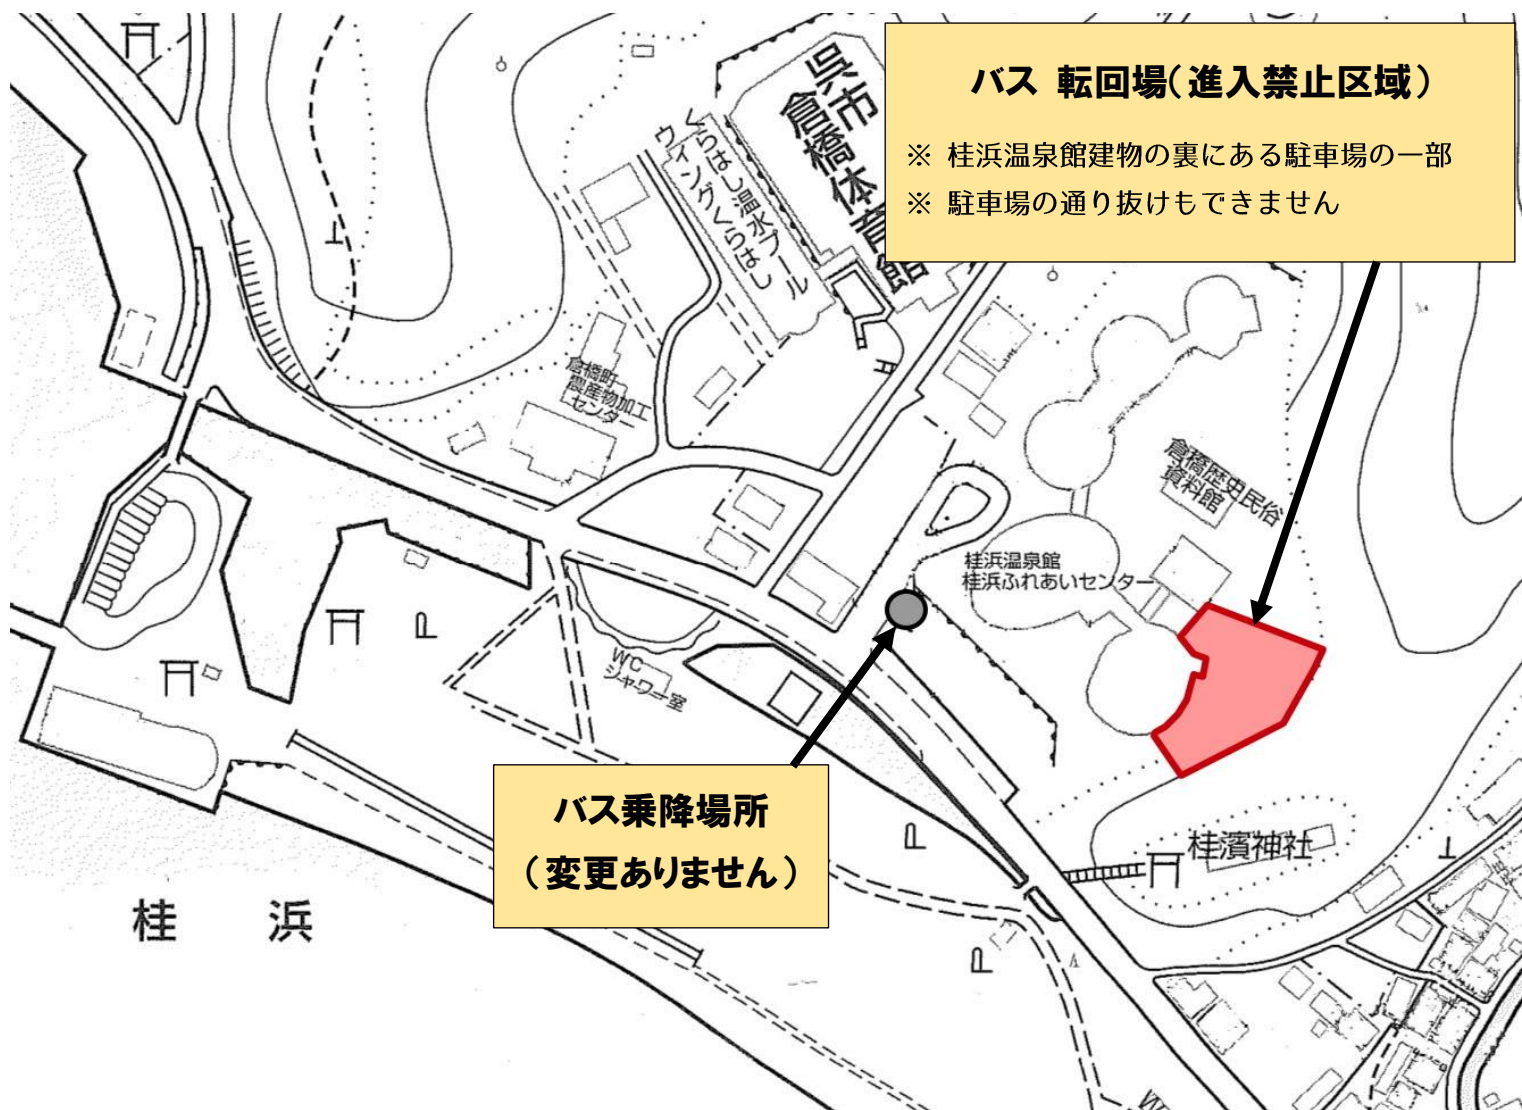 バス 転回場（進入禁止区域）
※ 桂浜温泉館建物の裏にある駐車場の一部
※ 駐車場の通り抜けもできません
呉市
倉橋体育館
くらはし温水プール
ウィングくらはし
倉橋町
農産物加工
センター
倉橋歴史民俗
資料館
桂浜温泉館
桂浜ふれあいセンター
WC
シャワー室
バス乗降場所
（変更ありません）
桂濱神社
桂 浜